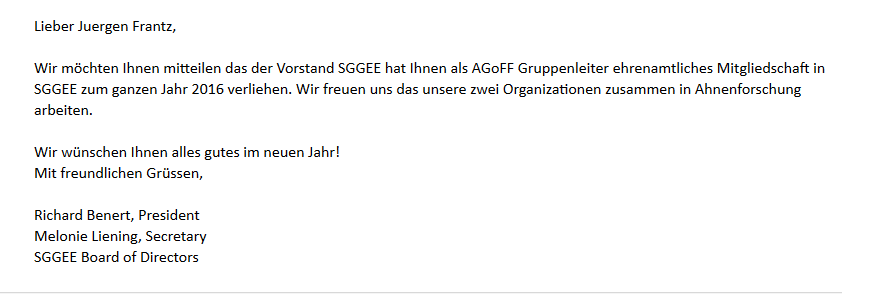 Lieber Juergen Frantz,
Wir möchten Ihnen mitteilen das der Vorstand SGGEE hat Ihnen als AGoFF Gruppenleiter ehrenamtliches Mitgliedschaft in
SGGEE zum ganzen Jahr 2016 verliehen. Wir freuen uns das unsere zwei Organizationen zusammen in Ahnenforschung
arbeiten.
Wir wünschen Ihnen alles gutes im neuen Jahr!
Mit freundlichen Grüssen,
Richard Benert, President
Melonie Liening, Secretary
SGGEE Board of Directors